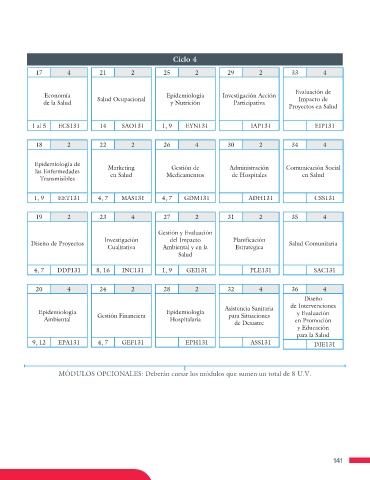 Ciclo 4
17 4 21 2 25 2 29 2 33 4
Economía de la Salud
Salud Ocupacional
Epidemiología y Nutrición
Investigación Acción Participativa
Evaluación de Impacto de Proyectos en Salud
1 al 5 ECS131 14 SAO131 1, 9 EYN131 IAP131 EIP131
18 2 22 2 26 4 30 2 34 4
Epidemiología de las Enfermedades Transmisibles
Marketing en Salud
Gestión de Medicamentos
Administración de Hospitales
Comunicación Social en Salud
1, 9 EET131 4, 7 MAS131 4, 7 GDM131 ADH131 CSS131
19 2 23 4 27 2 31 2 35 4
Diseño de Proyectos
Investigación Cualitativa
Gestión y Evaluación del Impacto Ambiental y en la Salud
Planificación Estratégica
Salud Comunitaria
4, 7 DDP131 8, 16 INC131 1, 9 GEI131 PLE131 SAC131
20 4 24 2 28 2 32 4 36 4
Epidemiología Ambiental
Gestión Financiera
Epidemiología Hospitalaria
Asistencia Sanitaria para Situaciones de Desastre
Diseño de Intervenciones y Evaluación en Promoción y Educación para la Salud
9, 12 EPA131 4, 7 GEF131 EPH131 ASS131 DIE131
MÓDULOS OPCIONALES: Deberán cursar los módulos que sumen un total de 8 U.V.
141